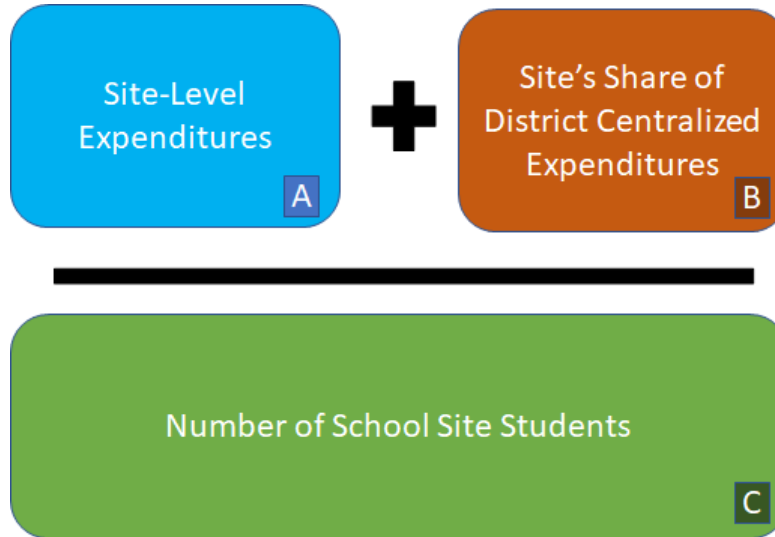 Site-Level
Expenditures
A
Site's Share of
District Centralized
Expenditures
B
Number of School Site Students
C